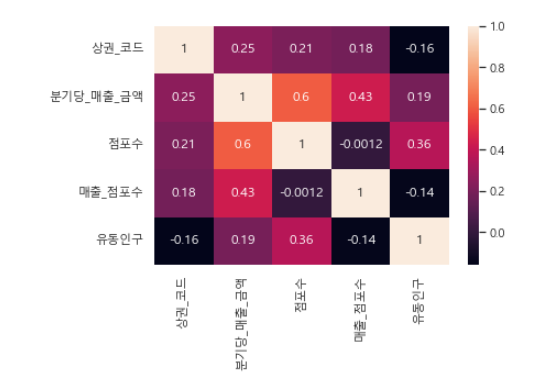 상권_코드 1 0.25 0.21 0.18 -0.16
분기당_매출_금액 0.25 1 0.6 0.43 0.19
점포수 0.21 0.6 1 -0.0012 0.36
매출_점포수 0.18 0.43 -0.0012 1 -0.14
유동인구 -0.16 0.19 0.36 -0.14 1
상권_코드
분기당_매출_금액
점포수
매출_점포수
유동인구
1.0
0.8
0.6
0.4
0.2
0.0